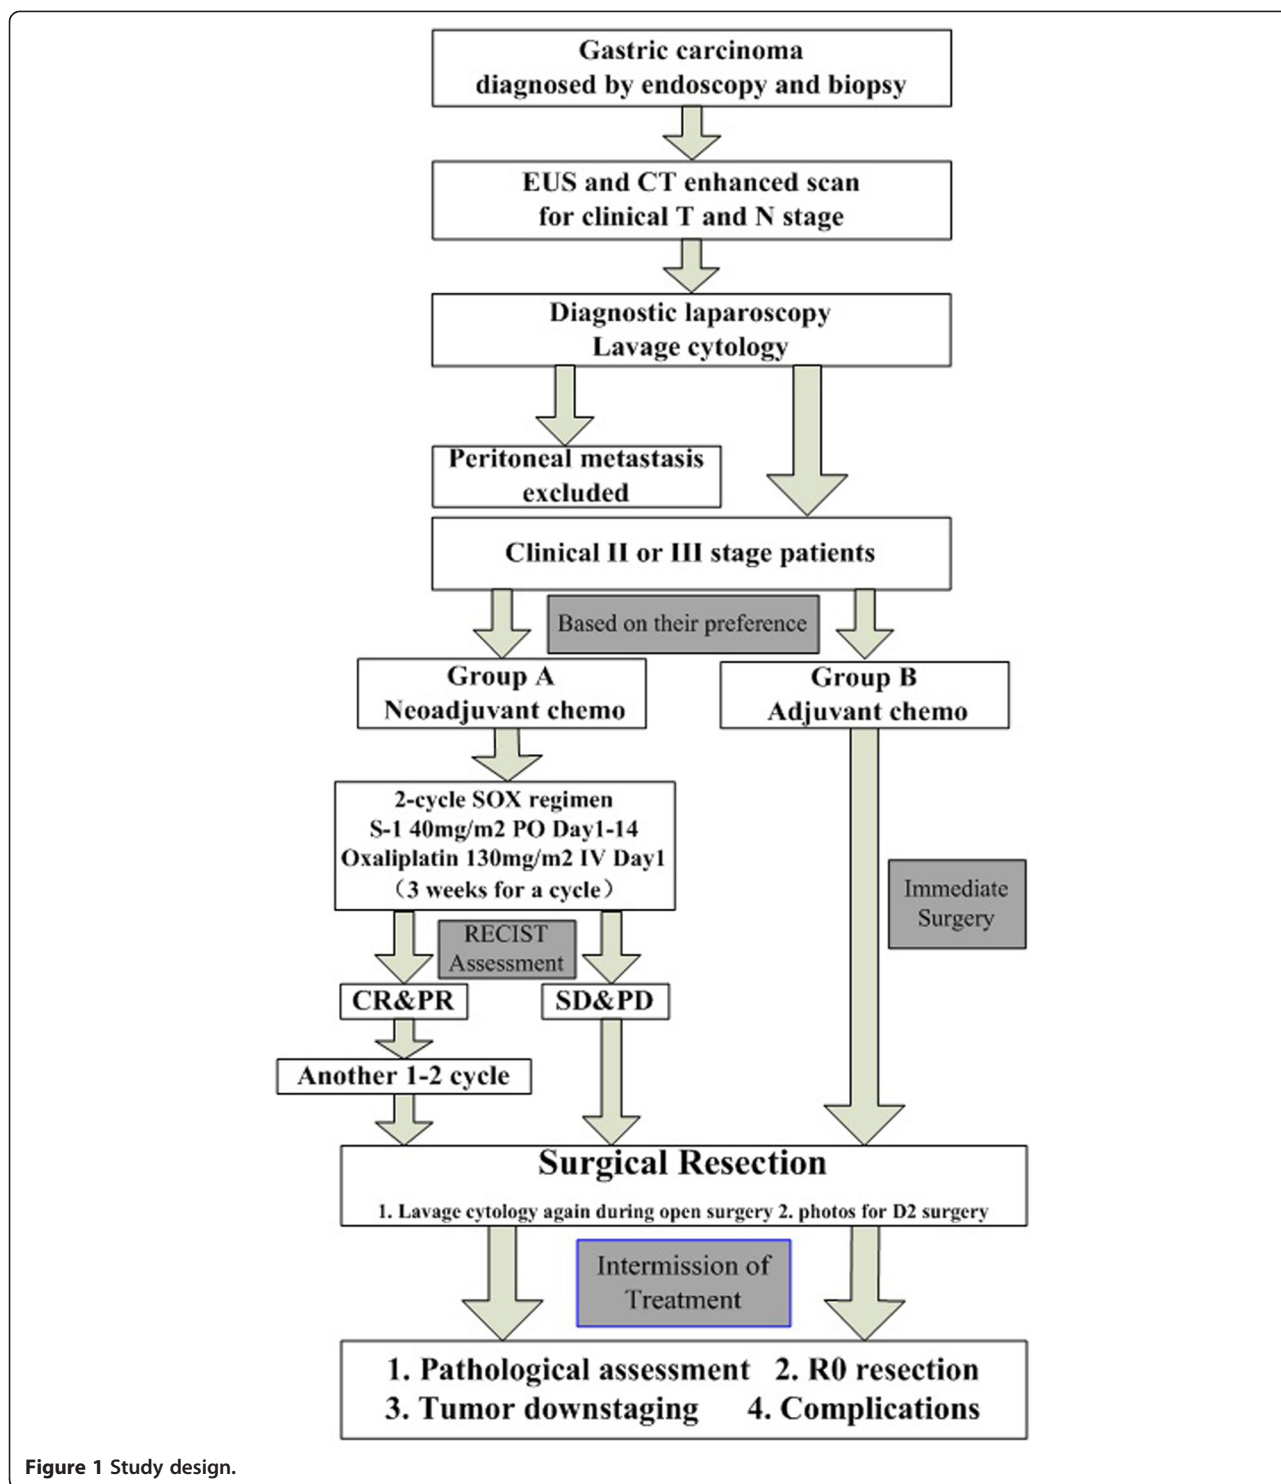 Gastric carcinoma
diagnosed by endoscopy and biopsy
EUS and CT enhanced scan
for clinical T and N stage
Diagnostic laparoscopy
Lavage cytology
Peritoneal metastasis
excluded
Clinical II or III stage patients
Based on their preference
Group A
Neoadjuvant chemo
Group B
Adjuvant chemo
2-cycle SOX regimen
S-1 40mg/m2 PO Day1-14
Oxaliplatin 130mg/m2 IV Day1
（3 weeks for a cycle）
Immediate
Surgery
RECIST
Assessment
CR&PR
SD&PD
Another 1-2 cycle
Surgical Resection
1. Lavage cytology again during open surgery 2. photos for D2 surgery
Intermission of
Treatment
1. Pathological assessment 2. R0 resection
3. Tumor downstaging 4. Complications
Figure 1 Study design.